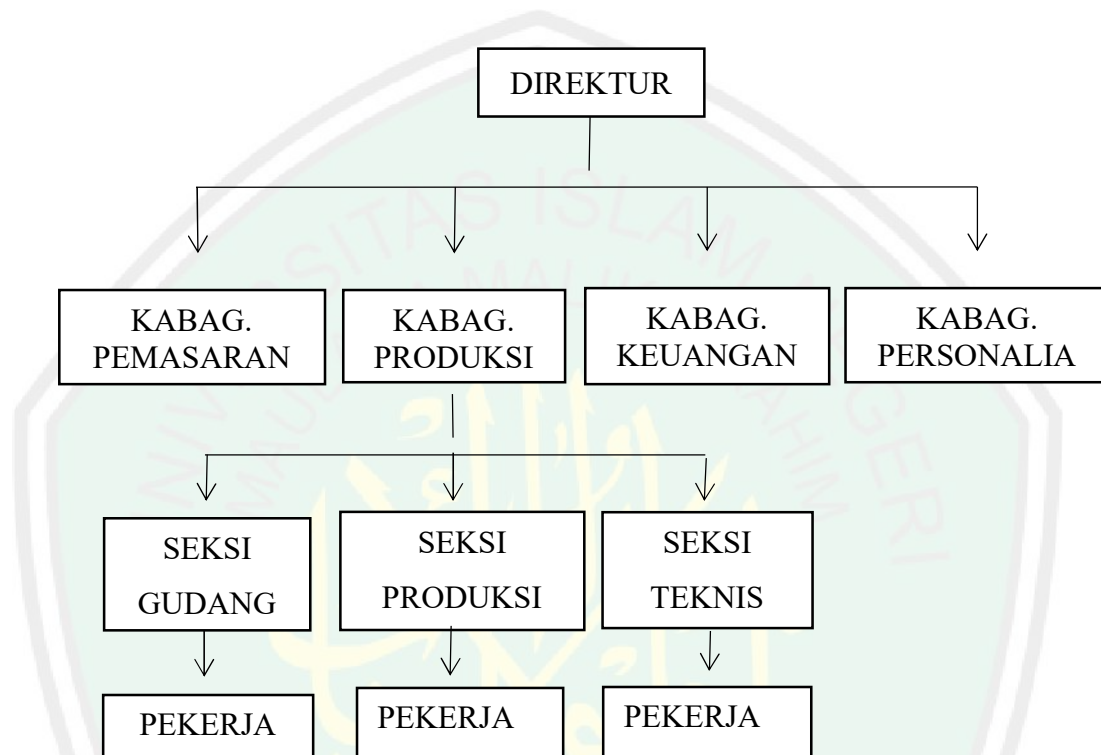 DIREKTUR
KABAG.
PEMASARAN
KABAG.
PRODUKSI
KABAG.
KEUANGAN
KABAG.
PERSONALIA
SEKSI
GUDANG
SEKSI
PRODUKSI
SEKSI
TEKNIS
PEKERJA
PEKERJA
PEKERJA